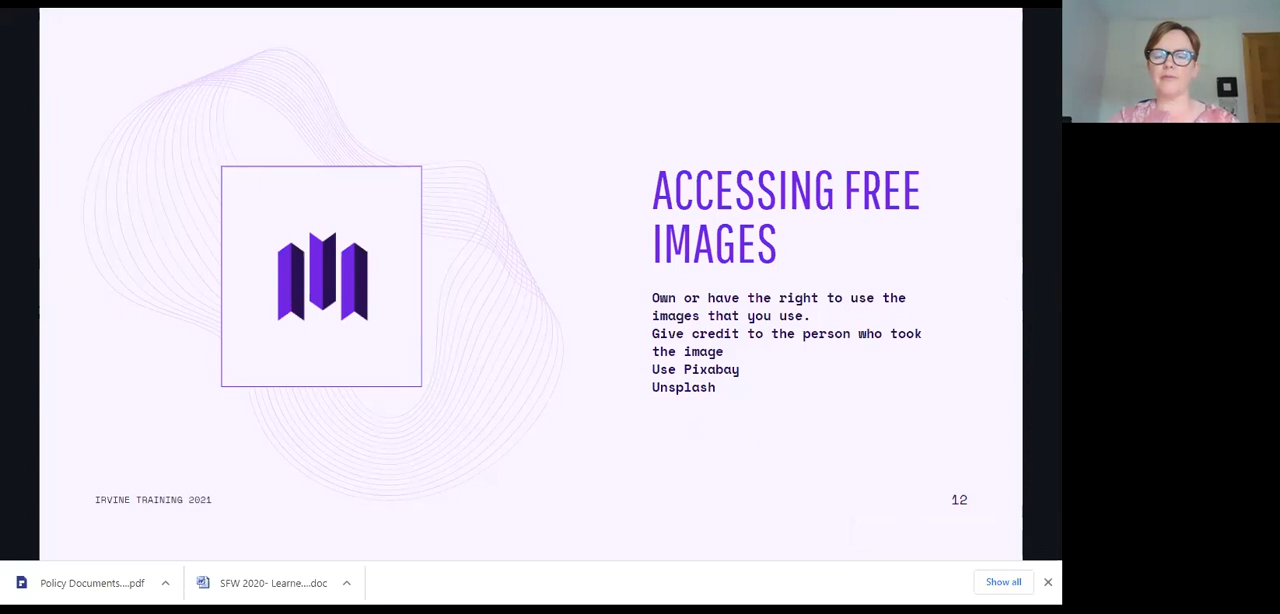 ACCESSING FREE
IMAGES
Own or have the right to use the
images that you use.
Give credit to the person who took
the image
Use Pixabay
Unsplash
IRVINE TRAINING 2021
12
Policy Documents....pdf
SFW 2020- Learne....doc
Show all